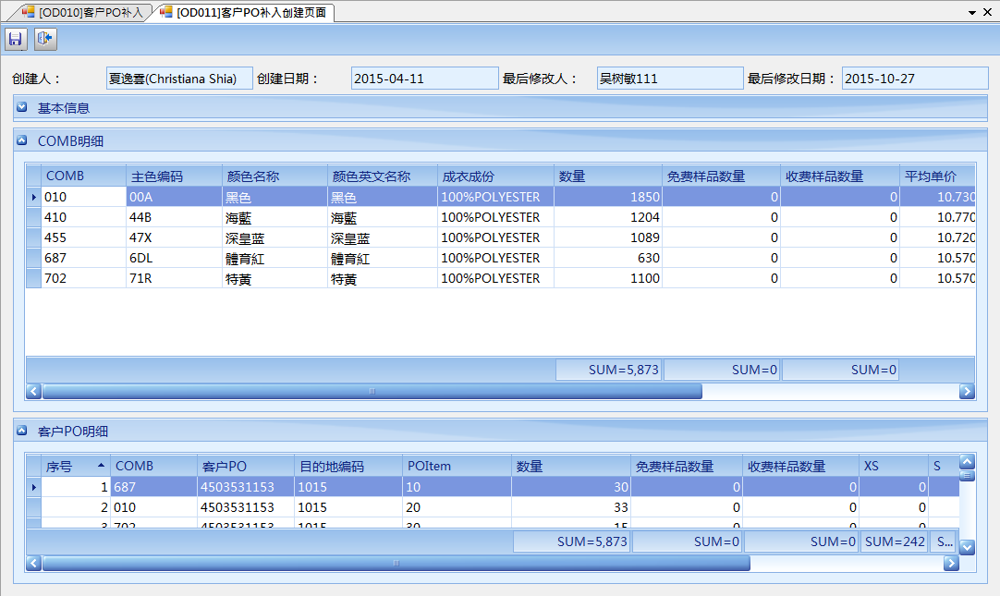 [OD010]客户PO补入 [OD011]客户PO补入创建页面
创建人： 夏逸雲(Christiana Shia) 创建日期： 2015-04-11 最后修改人： 吴树敏111 最后修改日期： 2015-10-27
基本信息
COMB明细
COMB 主色编码 颜色名称 颜色英文名称 成衣成份 数量 免费样品数量 收费样品数量 平均单价
010 00A 黑色 黑色 100%POLYESTER 1850 0 0 10.730
410 44B 海藍 海藍 100%POLYESTER 1204 0 0 10.770
455 47X 深皇蓝 深皇蓝 100%POLYESTER 1089 0 0 10.720
687 6DL 體育紅 體育紅 100%POLYESTER 630 0 0 10.570
702 71R 特黃 特黃 100%POLYESTER 1100 0 0 10.570
SUM=5,873 SUM=0 SUM=0
客户PO明细
序号 COMB 客户PO 目的地编码 POItem 数量 免费样品数量 收费样品数量 XS S
1 687 4503531153 1015 10 30 0 0 0
2 010 4503531153 1015 20 33 0 0 0
3 702 4503531153 1015 30 15 0 0 0
SUM=5,873 SUM=0 SUM=0 SUM=242 S...